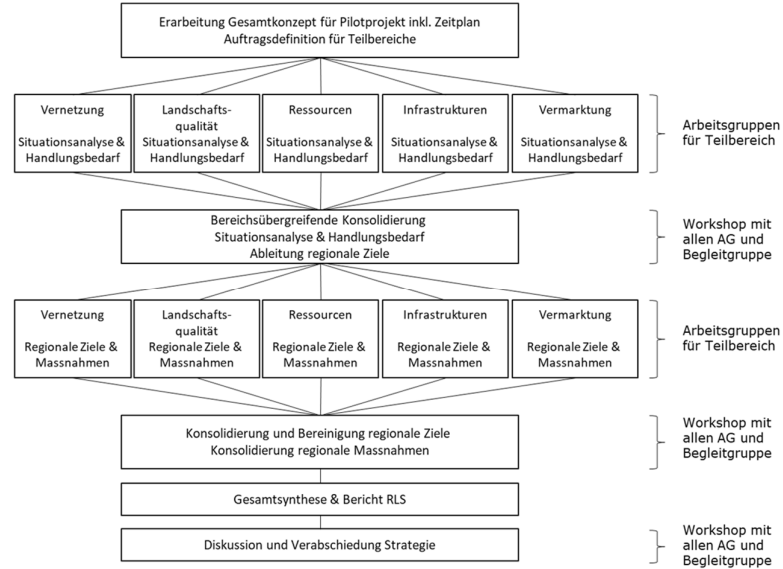 Erarbeitung Gesamtkonzept für Pilotprojekt inkl. Zeitplan
Auftragsdefinition für Teilbereiche
Vernetzung
Situationsanalyse &
Handlungsbedarf
Landschafts-
qualität
Situationsanalyse &
Handlungsbedarf
Ressourcen
Situationsanalyse &
Handlungsbedarf
Infrastrukturen
Situationsanalyse &
Handlungsbedarf
Vermarktung
Situationsanalyse &
Handlungsbedarf
Arbeitsgruppen
für Teilbereich
Bereichsübergreifende Konsolidierung
Situationsanalyse & Handlungsbedarf
Ableitung regionale Ziele
Workshop mit
allen AG und
Begleitgruppe
Vernetzung
Regionale Ziele &
Massnahmen
Landschafts-
qualität
Regionale Ziele &
Massnahmen
Ressourcen
Regionale Ziele &
Massnahmen
Infrastrukturen
Regionale Ziele &
Massnahmen
Vermarktung
Regionale Ziele &
Massnahmen
Arbeitsgruppen
für Teilbereich
Konsolidierung und Bereinigung regionale Ziele
Konsolidierung regionale Massnahmen
Workshop mit
allen AG und
Begleitgruppe
Gesamtsynthese & Bericht RLS
Diskussion und Verabschiedung Strategie
Workshop mit
allen AG und
Begleitgruppe